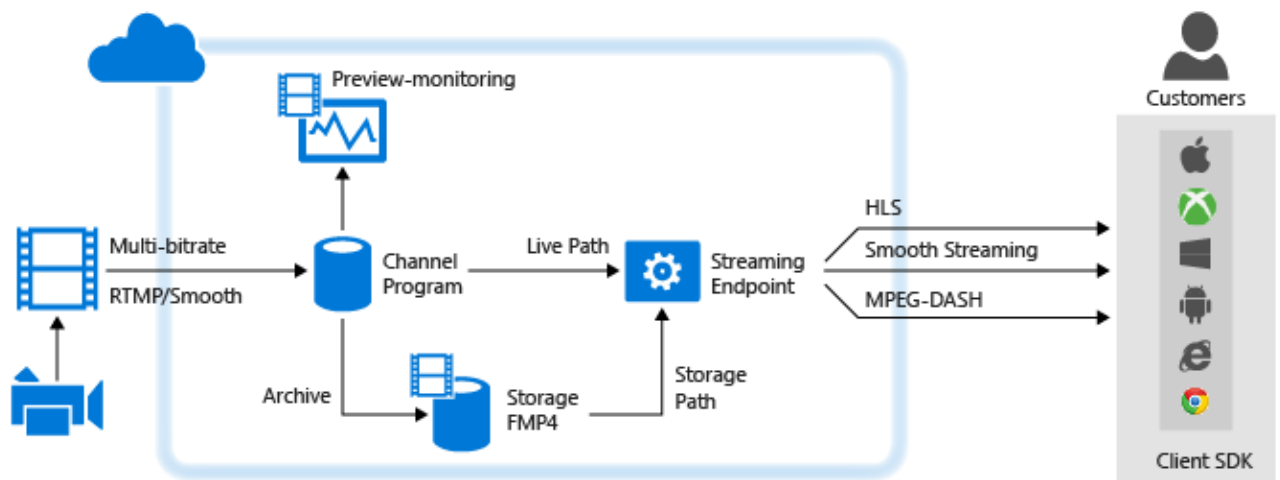 Preview-monitoring
Customers
Multi-bitrate
RTMP/Smooth
Channel
Program
Live Path
Streaming
Endpoint
HLS
Smooth Streaming
MPEG-DASH
Archive
Storage
FMP4
Storage
Path
Client SDK